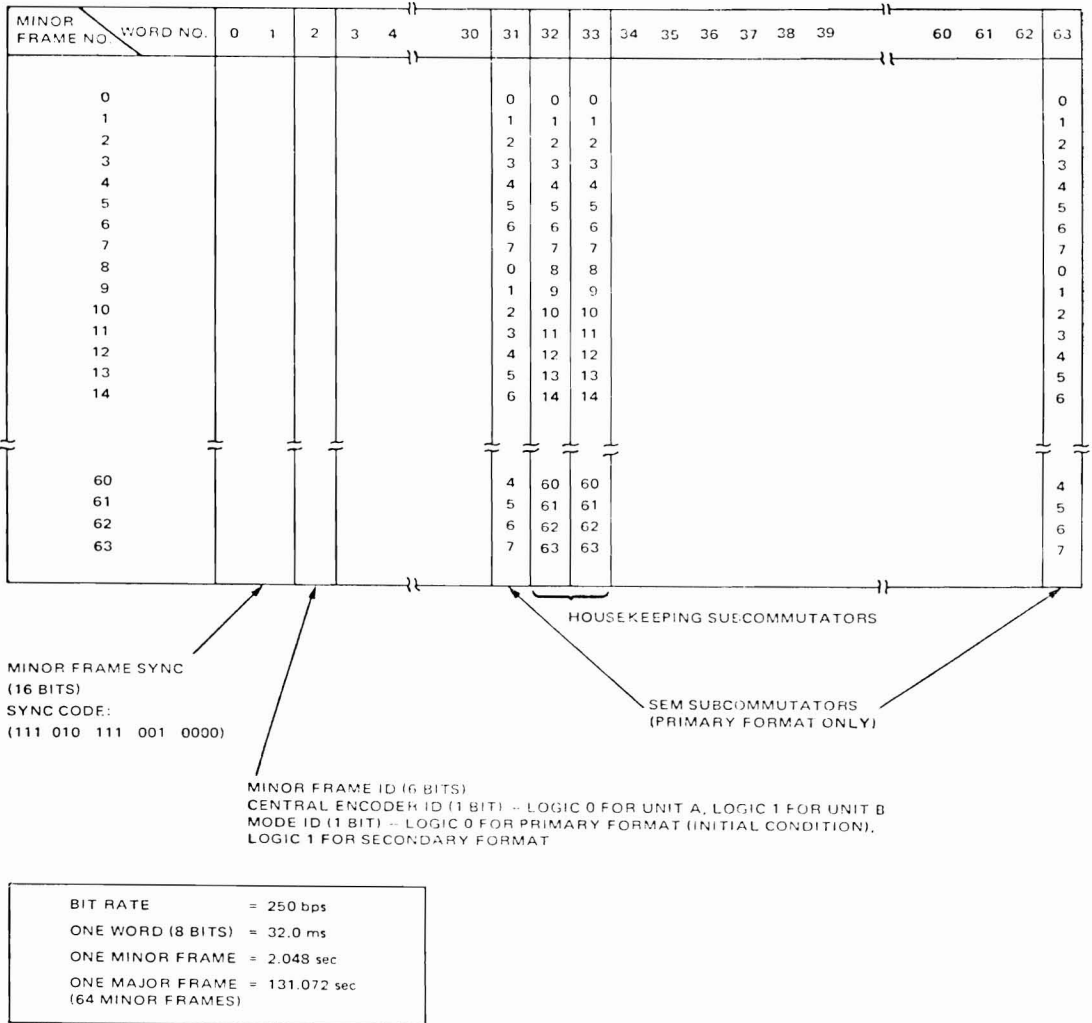 MINOR FRAME NO. WORD NO. 0 1 2 3 4 30 31 32 33 34 35 36 37 38 39 60 61 62 63
0 0 0 0 0
1 1 1 1 1
2 2 2 2 2
3 3 3 3 3
4 4 4 4 4
5 5 5 5 5
6 6 6 6 6
7 7 7 7 7
8 0 8 8 0
9 1 9 9 1
10 2 10 10 2
11 3 11 11 3
12 4 12 12 4
13 5 13 13 5
14 6 14 14 6
60 4 60 60 4
61 5 61 61 5
62 6 62 62 6
63 7 63 63 7
HOUSEKEEPING SUBCOMMUTATORS
MINOR FRAME SYNC
(16 BITS)
SYNC CODE:
(111 010 111 001 0000)
SEM SUBCOMMUTATORS
(PRIMARY FORMAT ONLY)
MINOR FRAME ID (6 BITS)
CENTRAL ENCODER ID (1 BIT) -- LOGIC 0 FOR UNIT A, LOGIC 1 FOR UNIT B
MODE ID (1 BIT) -- LOGIC 0 FOR PRIMARY FORMAT (INITIAL CONDITION),
LOGIC 1 FOR SECONDARY FORMAT
BIT RATE = 250 bps
ONE WORD (8 BITS) = 32.0 ms
ONE MINOR FRAME = 2.048 sec
ONE MAJOR FRAME = 131.072 sec
(64 MINOR FRAMES)